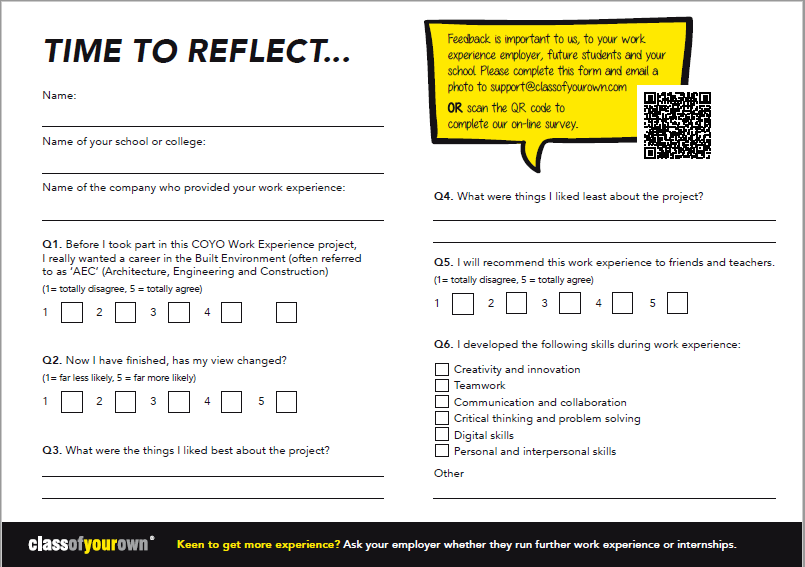 TIME TO REFLECT...
Name:
Name of your school or college:
Name of the company who provided your work experience:
Q1. Before I took part in this COYO Work Experience project,
I really wanted a career in the Built Environment (often referred
to as ‘AEC’ (Architecture, Engineering and Construction)
(1= totally disagree, 5 = totally agree)
1 2 3 4
Q2. Now I have finished, has my view changed?
(1= far less likely, 5 = far more likely)
1 2 3 4 5
Q3. What were the things I liked best about the project?
Feedback is important to us, to your work
experience employer, future students and your
school. Please complete this form and email a
photo to support@classofyourown.com
OR scan the QR code to
complete our on-line survey.
Q4. What were things I liked least about the project?
Q5. I will recommend this work experience to friends and teachers.
(1= totally disagree, 5 = totally agree)
1 2 3 4 5
Q6. I developed the following skills during work experience:
Creativity and innovation
Teamwork
Communication and collaboration
Critical thinking and problem solving
Digital skills
Personal and interpersonal skills
Other
classofyourown®
Keen to get more experience? Ask your employer whether they run further work experience or internships.